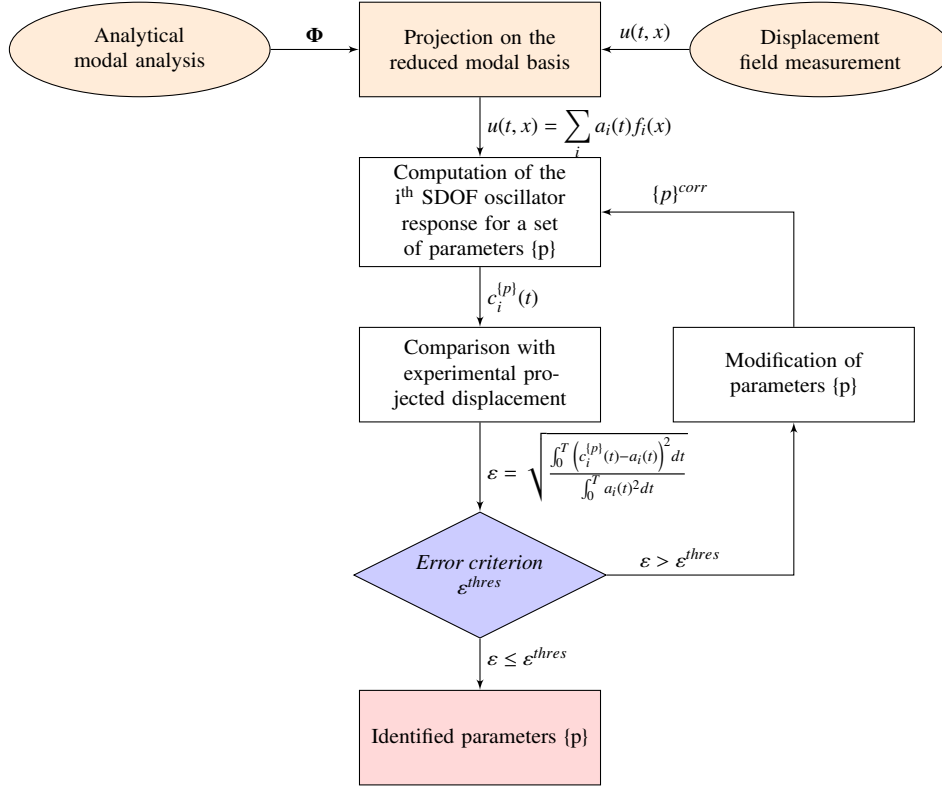 Analytical
modal analysis
Φ
Projection on the
reduced modal basis
u(t, x)
Displacement
field measurement
u(t, x) = ∑_i a_i(t) f_i(x)
Computation of the
i^th SDOF oscillator
response for a set
of parameters {p}
{p}^corr
c_i^{p}(t)
Comparison with
experimental pro-
jected displacement
Modification of
parameters {p}
ε = √(∫_0^T (c_i^{p}(t)−a_i(t))^2 dt / ∫_0^T a_i(t)^2 dt)
Error criterion
ε^thres
ε > ε^thres
ε ≤ ε^thres
Identified parameters {p}